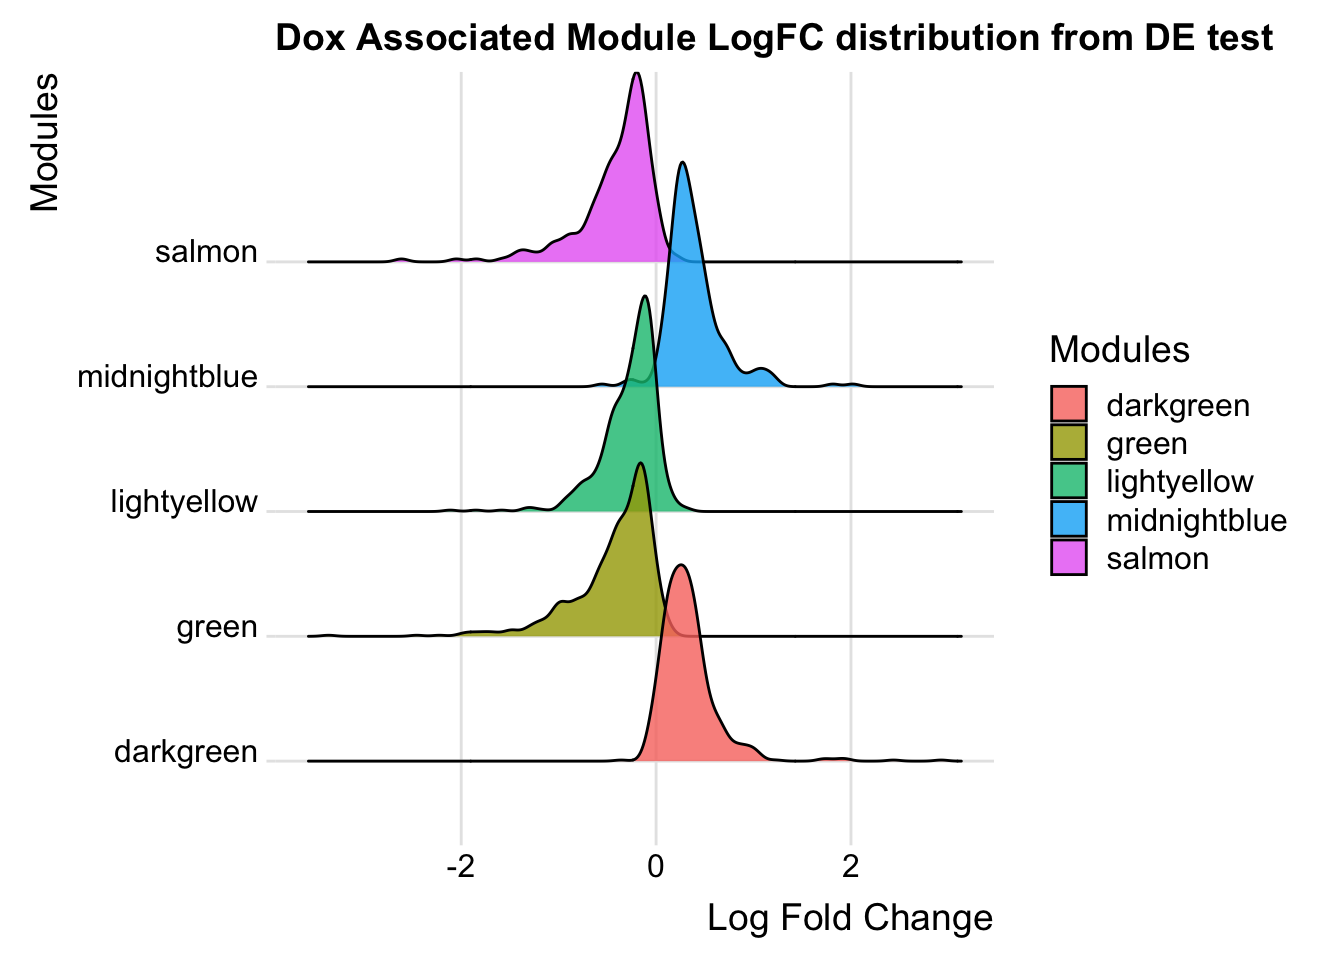 Dox Associated Module LogFC distribution from DE test
Modules
salmon
midnightblue
lightyellow
green
darkgreen
-2 0 2
Log Fold Change
Modules
darkgreen
green
lightyellow
midnightblue
salmon